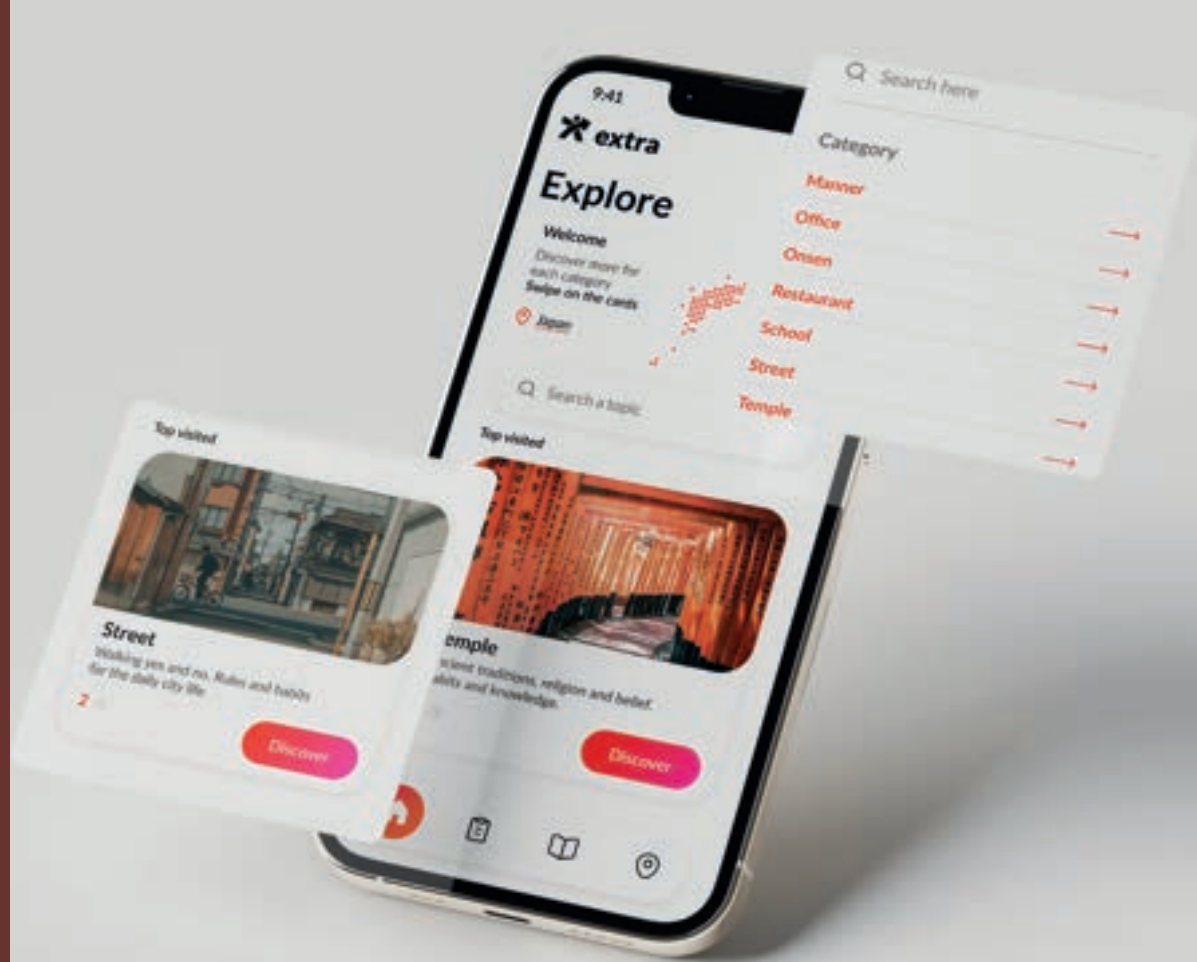 9:41
extra
Explore
Welcome
Discover more for
each category
Swipe on the cards
Japan
Search a topic
Top visited
emple
cient traditions, religion and belief.
abits and knowledge.
Discover
Search here
Category
Manner
Office
Onsen
Restaurant
School
Street
Temple
Top visited
Street
Walking yes and no. Rules and habits
for the daily city life
2
Discover